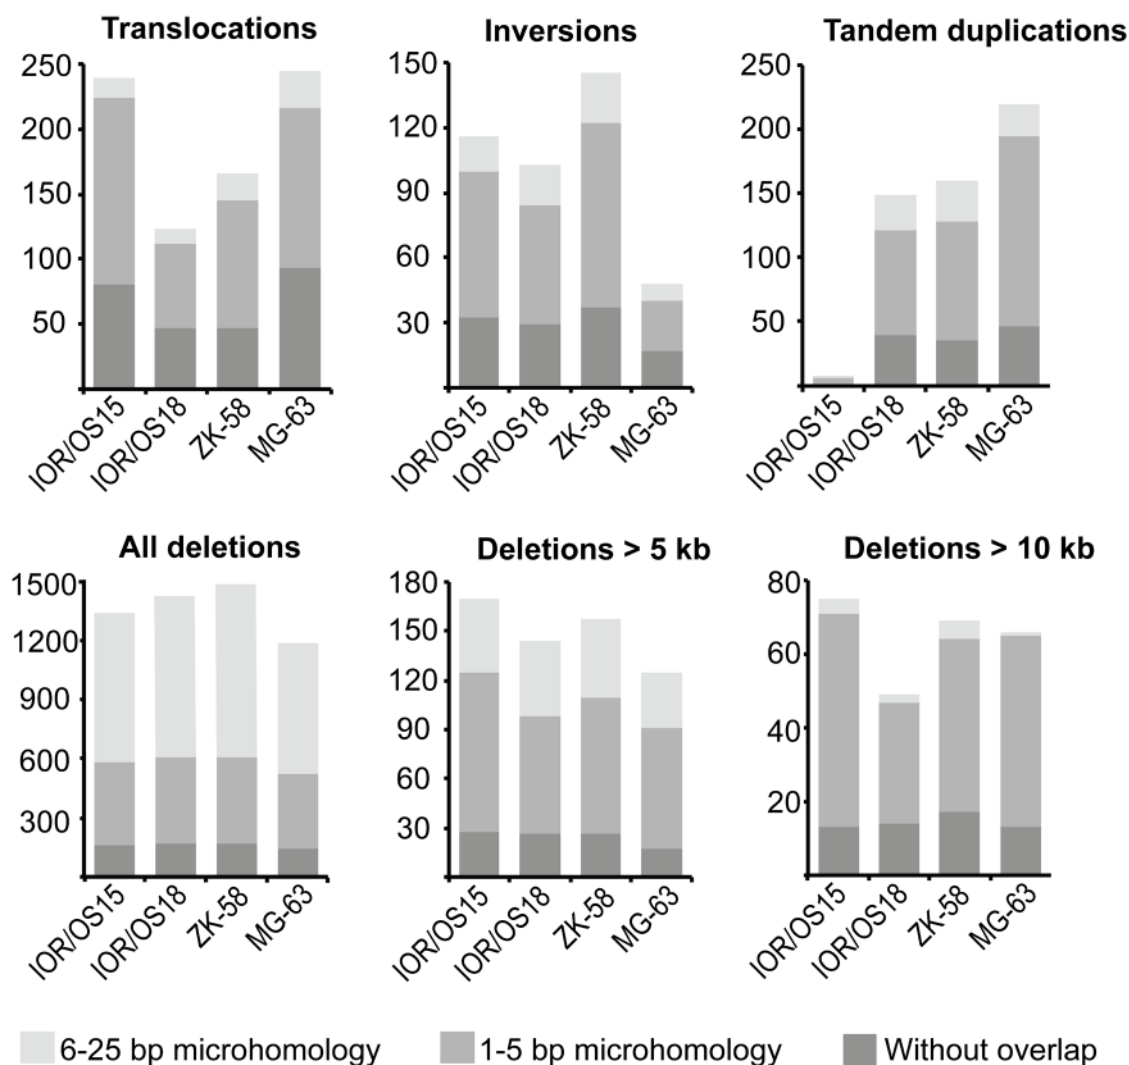 Translocations
250
200
150
100
50
IOR/OS15
IOR/OS18
ZK-58
MG-63
Inversions
150
120
90
60
30
IOR/OS15
IOR/OS18
ZK-58
MG-63
Tandem duplications
250
200
150
100
50
IOR/OS15
IOR/OS18
ZK-58
MG-63
All deletions
1500
1200
900
600
300
IOR/OS15
IOR/OS18
ZK-58
MG-63
Deletions > 5 kb
180
150
120
90
60
30
IOR/OS15
IOR/OS18
ZK-58
MG-63
Deletions > 10 kb
80
60
40
20
IOR/OS15
IOR/OS18
ZK-58
MG-63
6-25 bp microhomology
1-5 bp microhomology
Without overlap